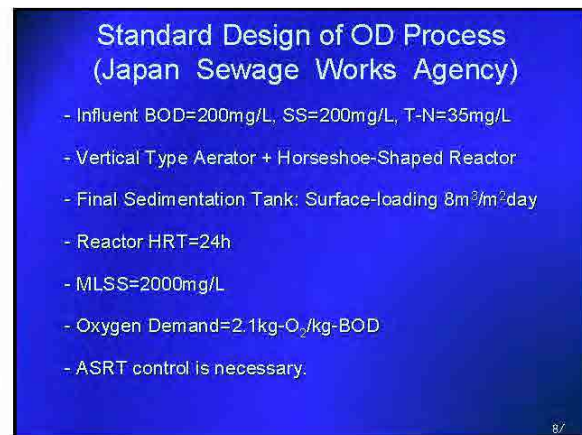 Standard Design of OD Process
(Japan Sewage Works Agency)
- Influent BOD=200mg/L, SS=200mg/L, T-N=35mg/L
- Vertical Type Aerator + Horseshoe-Shaped Reactor
- Final Sedimentation Tank: Surface-loading 8m³/m²day
- Reactor HRT=24h
- MLSS=2000mg/L
- Oxygen Demand=2.1kg-O₂/kg-BOD
- ASRT control is necessary.
8/